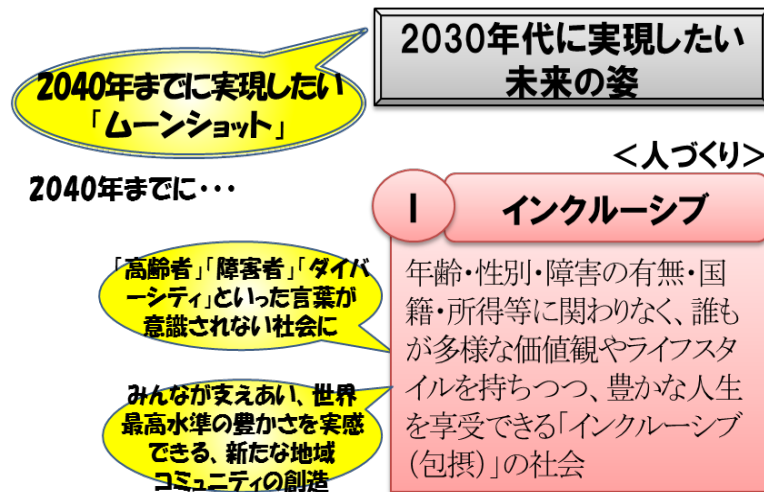 2030年代に実現したい
未来の姿
2040年までに実現したい
「ムーンショット」
<人づくり>
2040年までに・・・
I
インクルーシブ
「高齢者」「障害者」「ダイバ
ーシティ」といった言葉が
意識されない社会に
年齢・性別・障害の有無・国
籍・所得等に関わりなく、誰も
が多様な価値観やライフスタ
イルを持ちつつ、豊かな人生
を享受できる「インクルーシブ
(包摂)」の社会
みんなが支えあい、世界
最高水準の豊かさを実感
できる、新たな地域
コミュニティの創造